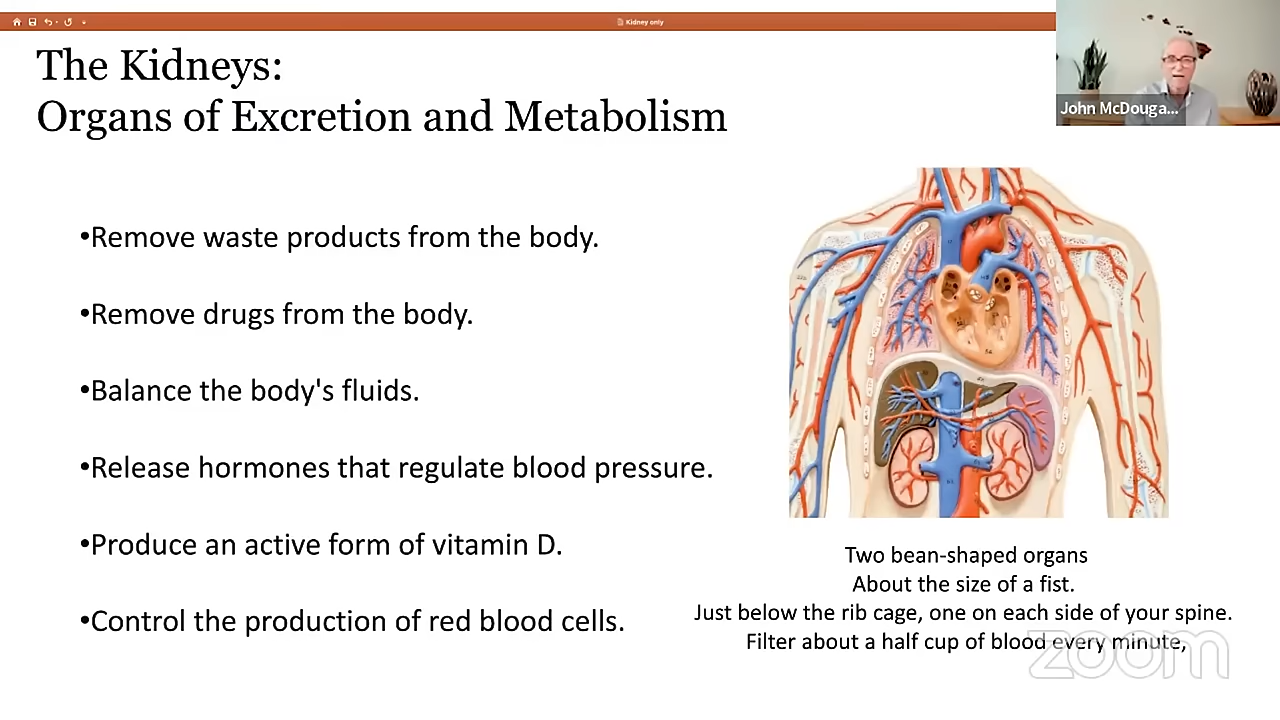 Kidney only
John McDouga...
The Kidneys:
Organs of Excretion and Metabolism
•Remove waste products from the body.
•Remove drugs from the body.
•Balance the body's fluids.
•Release hormones that regulate blood pressure.
•Produce an active form of vitamin D.
•Control the production of red blood cells.
Two bean-shaped organs
About the size of a fist.
Just below the rib cage, one on each side of your spine.
Filter about a half cup of blood every minute,
zoom